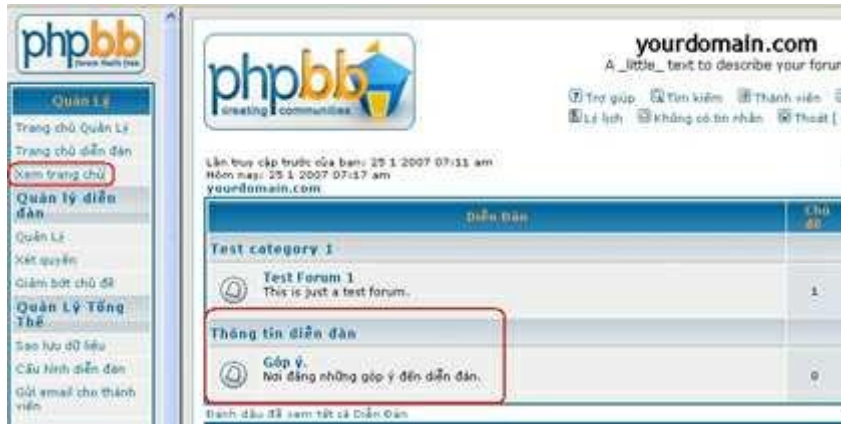 phpbb
Quản Lý
Trang chủ Quản Lý
Trang chủ diễn đàn
Xem trang chủ
Quản lý diễn
đàn
Quản Lý
Xét quyền
Giảm bớt chủ đề
Quản Lý Tổng
Thể
Sao lưu dữ liệu
Cấu hình diễn đàn
Gửi email cho thành
viên
phpbb
creating communities
yourdomain.com
A _little_ text to describe your forum
Trợ giúp Tìm kiếm Thành viên
Lý lịch Không có tin nhắn Thoát [
Lần truy cập trước của bạn: 25 1 2007 07:11 am
Hôm nay: 25 1 2007 07:17 am
yourdomain.com
Diễn Đàn
Chủ
đề
Test category 1
Test Forum 1
This is just a test forum.
1
Thông tin diễn đàn
Góp ý.
Nơi đăng những góp ý đến diễn đàn.
0
Đánh dấu đã xem tất cả Diễn Đàn